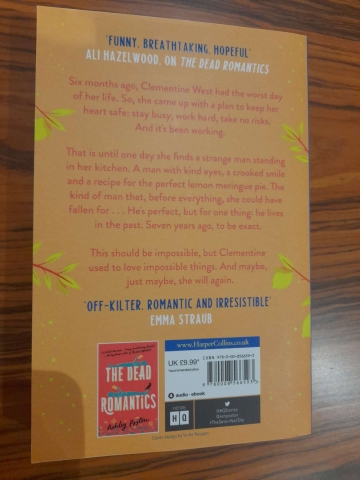 "FUNNY, BREATHTAKING, HOPEFUL"
ALI HAZELWOOD, ON THE DEAD ROMANTICS
Six months ago, Clementine West had the worst day
of her life. So, she came up with a plan to keep her
heart safe: stay busy, work hard, take no risks.
And it's been working.
That is until one day she finds a strange man standing
in her kitchen. A man with kind eyes, a crooked smile
and a recipe for the perfect lemon meringue pie. The
kind of man that, before everything, she could have
fallen for . . . He's perfect, but for one thing: he lives
in the past. Seven years ago, to be exact.
This should be impossible, but Clementine
used to love impossible things. And maybe,
just maybe, she will again.
"OFF-KILTER, ROMANTIC AND IRRESISTIBLE"
EMMA STRAUB
THE DEAD
ROMANTICS
Ashley Poston
www.HarperCollins.co.uk
UK £9.99*
Audio · ebook
HQ